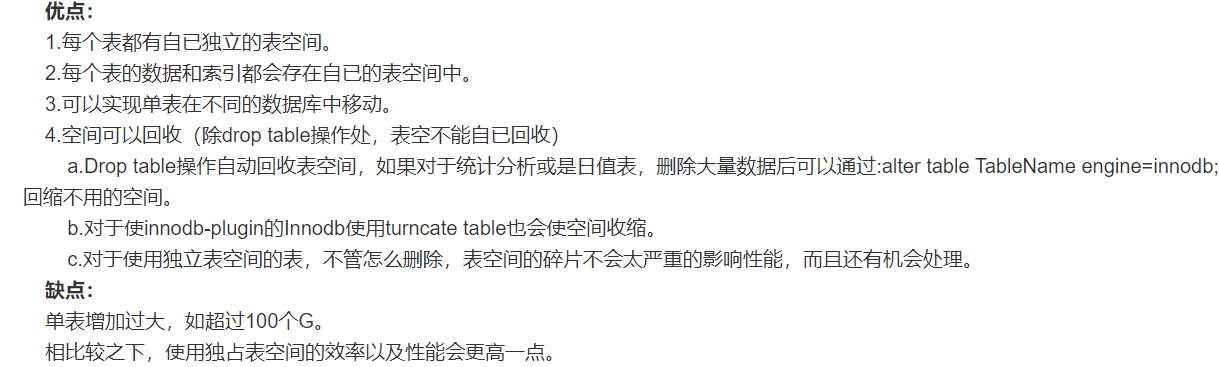 优点：
1.每个表都有自已独立的表空间。
2.每个表的数据和索引都会存在自已的表空间中。
3.可以实现单表在不同的数据库中移动。
4.空间可以回收（除drop table操作处，表空不能自已回收）
a.Drop table操作自动回收表空间，如果对于统计分析或是日值表，删除大量数据后可以通过:alter table TableName engine=innodb;
回缩不用的空间。
b.对于使innodb-plugin的Innodb使用turncate table也会使空间收缩。
c.对于使用独立表空间的表，不管怎么删除，表空间的碎片不会太严重的影响性能，而且还有机会处理。
缺点：
单表增加过大，如超过100个G。
相比较之下，使用独占表空间的效率以及性能会更高一点。